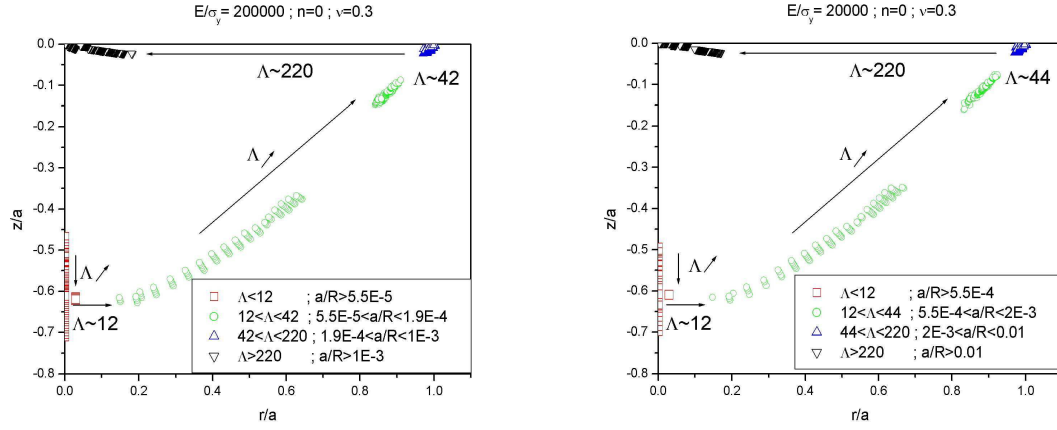 E/σy= 200000 ; n=0 ; ν=0.3
0.0
-0.1
-0.2
-0.3
-0.4
-0.5
-0.6
-0.7
-0.8
z/a
0.0 0.2 0.4 0.6 0.8 1.0
r/a
Λ~220
Λ~42
Λ
Λ
Λ~12
Λ<12 ; a/R>5.5E-5
12<Λ<42 ; 5.5E-5<a/R<1.9E-4
42<Λ<220 ; 1.9E-4<a/R<1E-3
Λ>220 ; a/R>1E-3
E/σy= 20000 ; n=0 ; ν=0.3
0.0
-0.1
-0.2
-0.3
-0.4
-0.5
-0.6
-0.7
-0.8
z/a
0.0 0.2 0.4 0.6 0.8 1.0
r/a
Λ~220
Λ~44
Λ
Λ
Λ~12
Λ<12 ; a/R>5.5E-4
12<Λ<44 ; 5.5E-4<a/R<2E-3
44<Λ<220 ; 2E-3<a/R<0.01
Λ>220 ; a/R>0.01